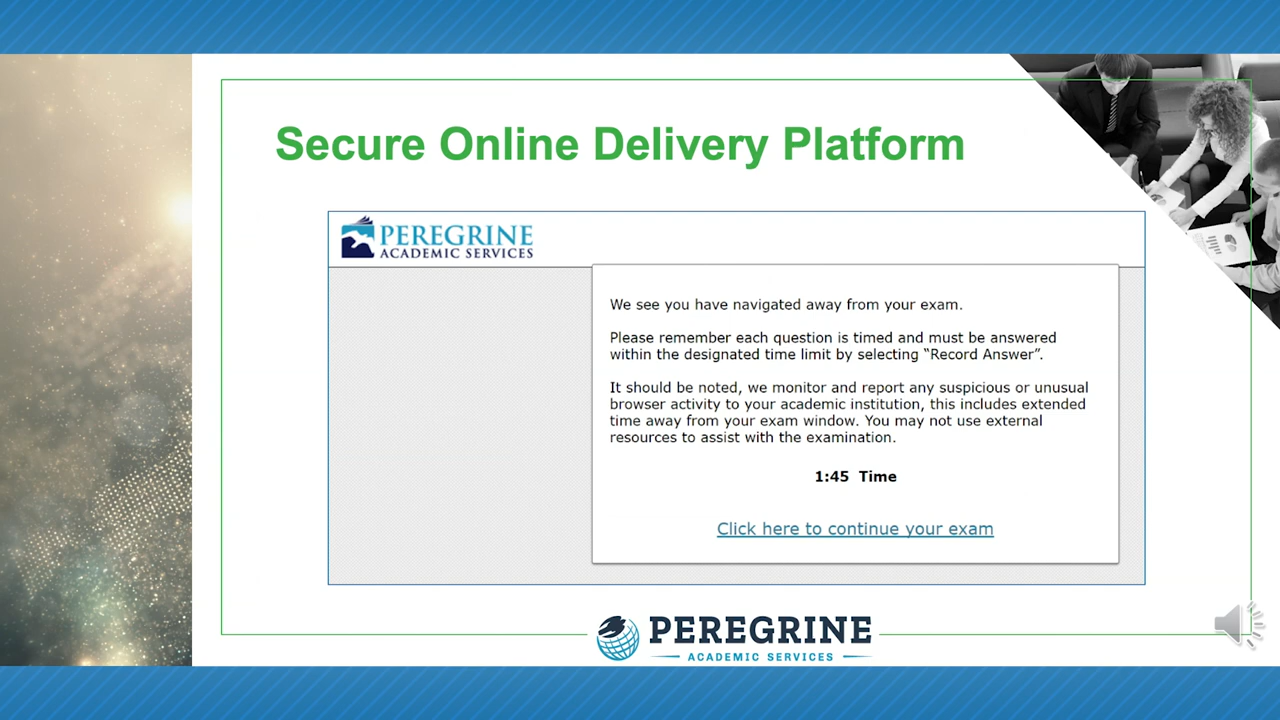 Secure Online Delivery Platform
PEREGRINE
ACADEMIC SERVICES
We see you have navigated away from your exam.
Please remember each question is timed and must be answered
within the designated time limit by selecting “Record Answer”.
It should be noted, we monitor and report any suspicious or unusual
browser activity to your academic institution, this includes extended
time away from your exam window. You may not use external
resources to assist with the examination.
1:45 Time
Click here to continue your exam
PEREGRINE
ACADEMIC SERVICES